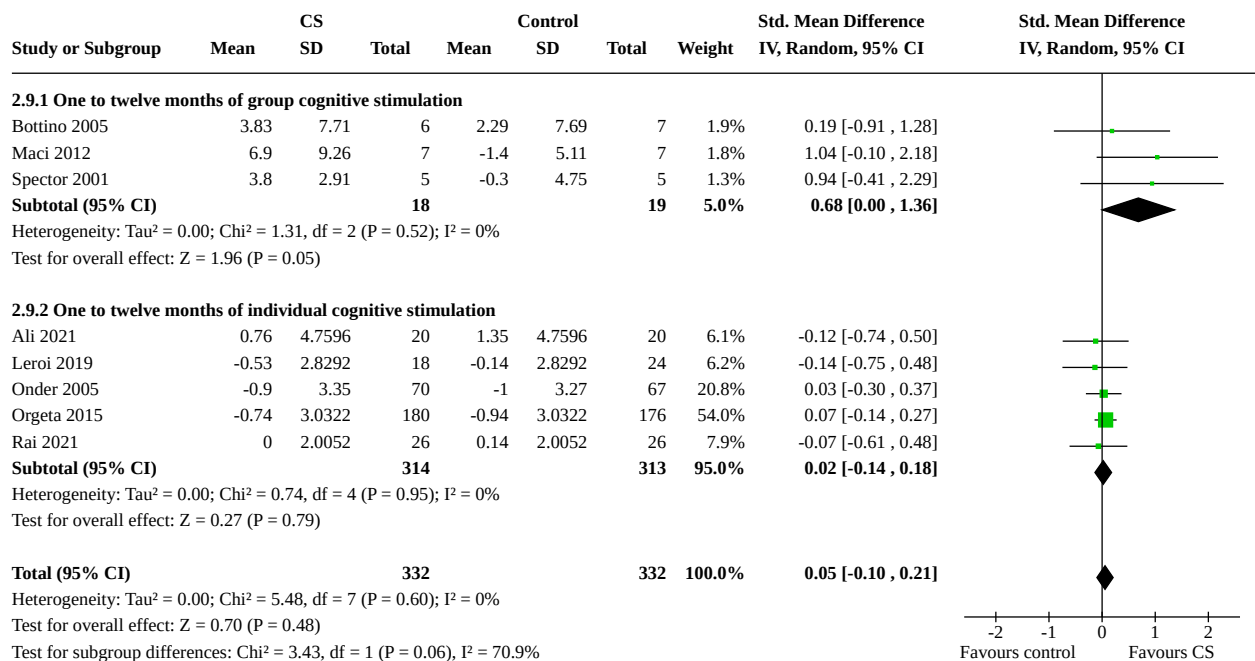 CS Control Std. Mean Difference Std. Mean Difference
Study or Subgroup Mean SD Total Mean SD Total Weight IV, Random, 95% CI IV, Random, 95% CI
2.9.1 One to twelve months of group cognitive stimulation
Bottino 2005 3.83 7.71 6 2.29 7.69 7 1.9% 0.19 [-0.91 , 1.28]
Maci 2012 6.9 9.26 7 -1.4 5.11 7 1.8% 1.04 [-0.10 , 2.18]
Spector 2001 3.8 2.91 5 -0.3 4.75 5 1.3% 0.94 [-0.41 , 2.29]
Subtotal (95% CI) 18 19 5.0% 0.68 [0.00 , 1.36]
Heterogeneity: Tau² = 0.00; Chi² = 1.31, df = 2 (P = 0.52); I² = 0%
Test for overall effect: Z = 1.96 (P = 0.05)
2.9.2 One to twelve months of individual cognitive stimulation
Ali 2021 0.76 4.7596 20 1.35 4.7596 20 6.1% -0.12 [-0.74 , 0.50]
Leroi 2019 -0.53 2.8292 18 -0.14 2.8292 24 6.2% -0.14 [-0.75 , 0.48]
Onder 2005 -0.9 3.35 70 -1 3.27 67 20.8% 0.03 [-0.30 , 0.37]
Orgeta 2015 -0.74 3.0322 180 -0.94 3.0322 176 54.0% 0.07 [-0.14 , 0.27]
Rai 2021 0 2.0052 26 0.14 2.0052 26 7.9% -0.07 [-0.61 , 0.48]
Subtotal (95% CI) 314 313 95.0% 0.02 [-0.14 , 0.18]
Heterogeneity: Tau² = 0.00; Chi² = 0.74, df = 4 (P = 0.95); I² = 0%
Test for overall effect: Z = 0.27 (P = 0.79)
Total (95% CI) 332 332 100.0% 0.05 [-0.10 , 0.21]
Heterogeneity: Tau² = 0.00; Chi² = 5.48, df = 7 (P = 0.60); I² = 0%
Test for overall effect: Z = 0.70 (P = 0.48)
Test for subgroup differences: Chi² = 3.43, df = 1 (P = 0.06), I² = 70.9%
-2 -1 0 1 2
Favours control Favours CS